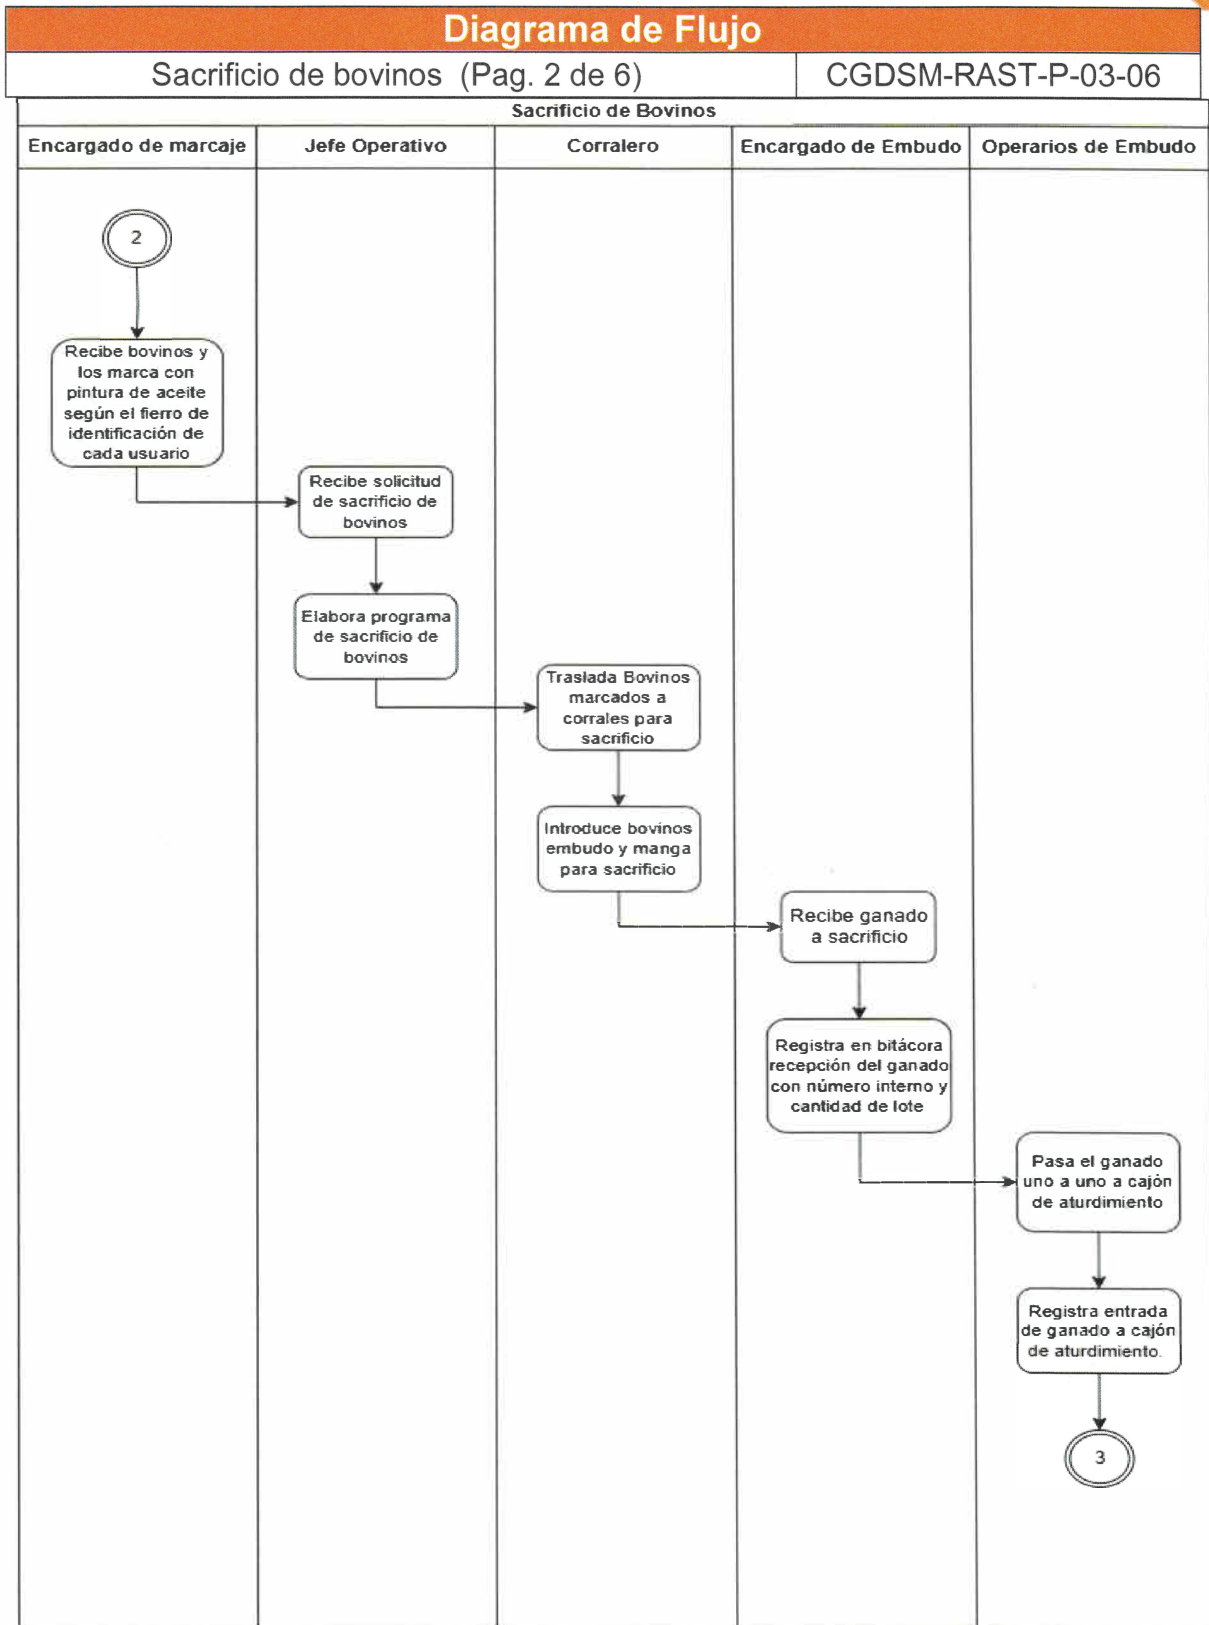 Diagrama de Flujo
Sacrificio de bovinos (Pag. 2 de 6)
CGDSM-RAST-P-03-06
Sacrificio de Bovinos
Encargado de marcaje
Jefe Operativo
Corralero
Encargado de Embudo
Operarios de Embudo
2
Recibe bovinos y
los marca con
pintura de aceite
según el fierro de
identificación de
cada usuario
Recibe solicitud
de sacrificio de
bovinos
Elabora programa
de sacrificio de
bovinos
Traslada Bovinos
marcados a
corrales para
sacrificio
Introduce bovinos
embudo y manga
para sacrificio
Recibe ganado
a sacrificio
Registra en bitácora
recepción del ganado
con número interno y
cantidad de lote
Pasa el ganado
uno a uno a cajón
de aturdimiento
Registra entrada
de ganado a cajón
de aturdimiento.
3